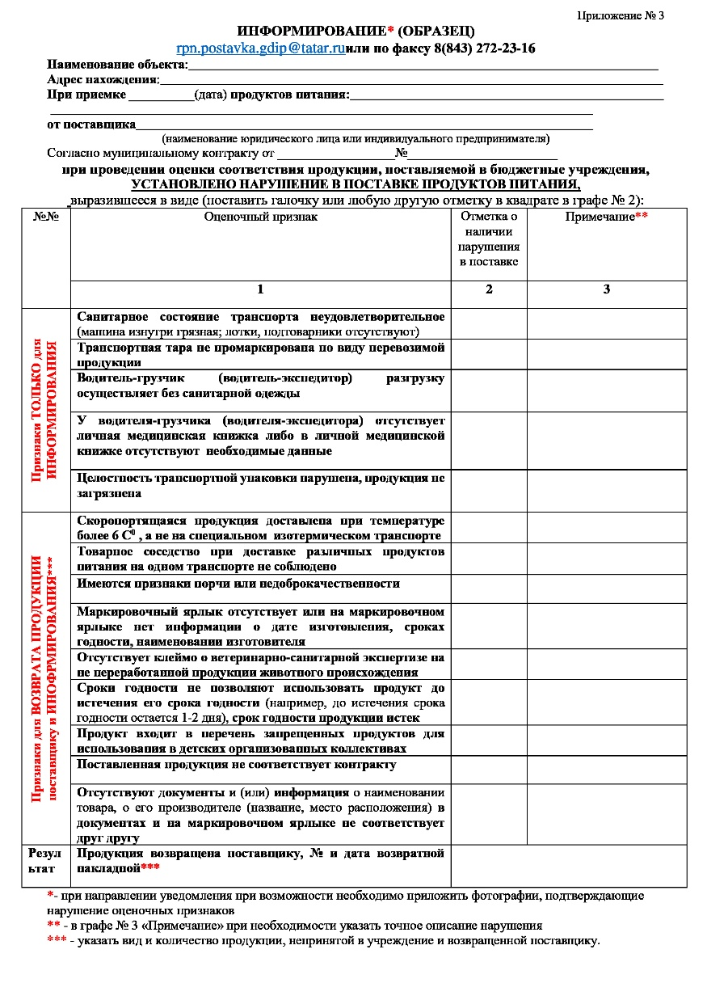 Приложение № 3
ИНФОРМИРОВАНИЕ* (ОБРАЗЕЦ)
rpn.postavka.gdip@tatar.ruили по факсу 8(843) 272-23-16
Наименование объекта:
Адрес нахождения:
При приемке __________(дата) продуктов питания:
от поставщика
(наименование юридического лица или индивидуального предпринимателя)
Согласно муниципальному контракту от __________________№
при проведении оценки соответствия продукции, поставляемой в бюджетные учреждения,
УСТАНОВЛЕНО НАРУШЕНИЕ В ПОСТАВКЕ ПРОДУКТОВ ПИТАНИЯ,
выразившееся в виде (поставить галочку или любую другую отметку в квадрате в графе № 2):
№№
Оценочный признак
Отметка о
наличии
нарушения
в поставке
Примечание**
1
2
3
Признаки ТОЛЬКО для
ИНФОРМИРОВАНИЯ
Санитарное состояние транспорта неудовлетворительное
(машина изнутри грязная; лотки, подтоварники отсутствуют)
Транспортная тара не промаркирована по виду перевозимой
продукции
Водитель-грузчик (водитель-экспедитор) разгрузку
осуществляет без санитарной одежды
У водителя-грузчика (водителя-экспедитора) отсутствует
личная медицинская книжка либо в личной медицинской
книжке отсутствуют необходимые данные
Целостность транспортной упаковки нарушена, продукция не
загрязнена
Признаки для ВОЗВРАТА ПРОДУКЦИИ
поставщику и ИНОФРМИРОВАНИЯ***
Скоропортящаяся продукция доставлена при температуре
более 6 С⁰ , а не на специальном изотермическом транспорте
Товарное соседство при доставке различных продуктов
питания на одном транспорте не соблюдено
Имеются признаки порчи или недоброкачественности
Маркировочный ярлык отсутствует или на маркировочном
ярлыке нет информации о дате изготовления, сроках
годности, наименовании изготовителя
Отсутствует клеймо о ветеринарно-санитарной экспертизе на
не переработанной продукции животного происхождения
Сроки годности не позволяют использовать продукт до
истечения его срока годности (например, до истечения срока
годности остается 1-2 дня), срок годности продукции истек
Продукт входит в перечень запрещенных продуктов для
использования в детских организованных коллективах
Поставленная продукция не соответствует контракту
Отсутствуют документы и (или) информация о наименовании
товара, о его производителе (название, место расположения) в
документах и на маркировочном ярлыке не соответствует
друг другу
Резул
ьтат
Продукция возвращена поставщику, № и дата возвратной
накладной***
*- при направлении уведомления при возможности необходимо приложить фотографии, подтверждающие
нарушение оценочных признаков
** - в графе № 3 «Примечание» при необходимости указать точное описание нарушения
*** - указать вид и количество продукции, непринятой в учреждение и возвращенной поставщику.